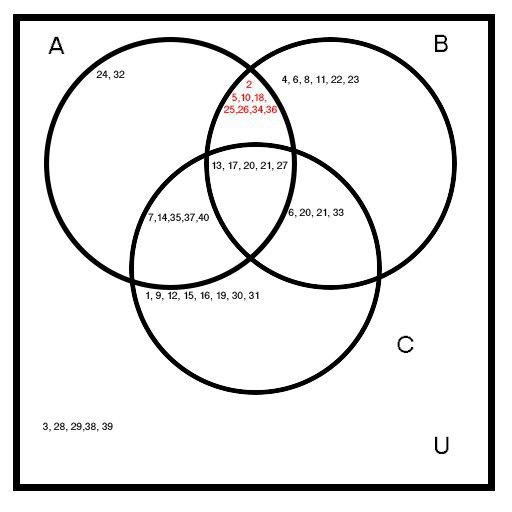 A
B
24, 32
4, 6, 8, 11, 22, 23
2
5,10,18,
25,26,34,36
13, 17, 20, 21, 27
7,14,35,37,40
6, 20, 21, 33
1, 9, 12, 15, 16, 19, 30, 31
C
3, 28, 29,38, 39
U